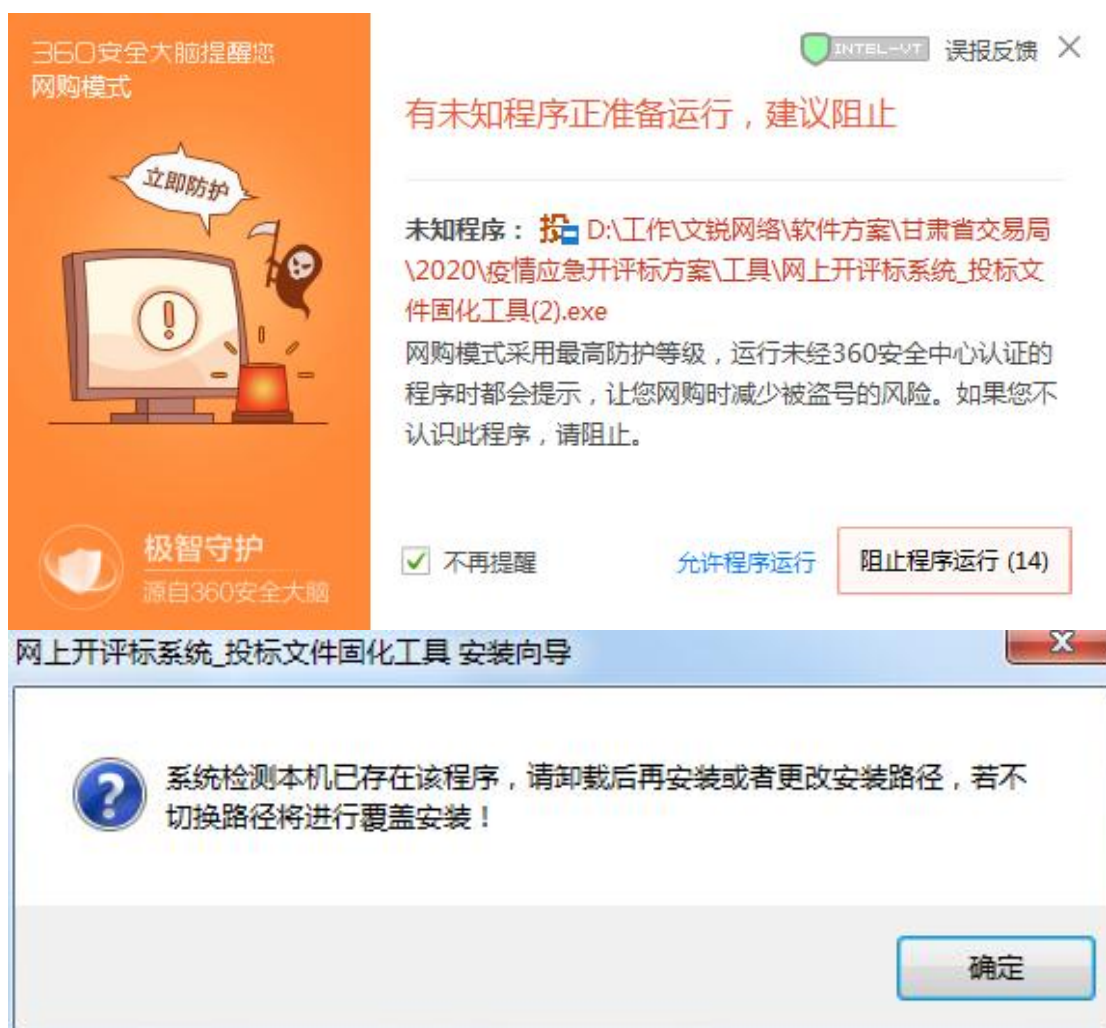 360安全大脑提醒您
网购模式
INTEL-VT 误报反馈
有未知程序正准备运行，建议阻止
立即防护
未知程序： 投 D:\工作\文锐网络\软件方案\甘肃省交易局
\2020\疫情应急开评标方案\工具\网上开评标系统_投标文
件固化工具(2).exe
网购模式采用最高防护等级，运行未经360安全中心认证的
程序时都会提示，让您网购时减少被盗号的风险。如果您不
认识此程序，请阻止。
极智守护
源自360安全大脑
不再提醒
允许程序运行
阻止程序运行 (14)
网上开评标系统_投标文件固化工具 安装向导
系统检测本机已存在该程序，请卸载后再安装或者更改安装路径，若不
切换路径将进行覆盖安装！
确定